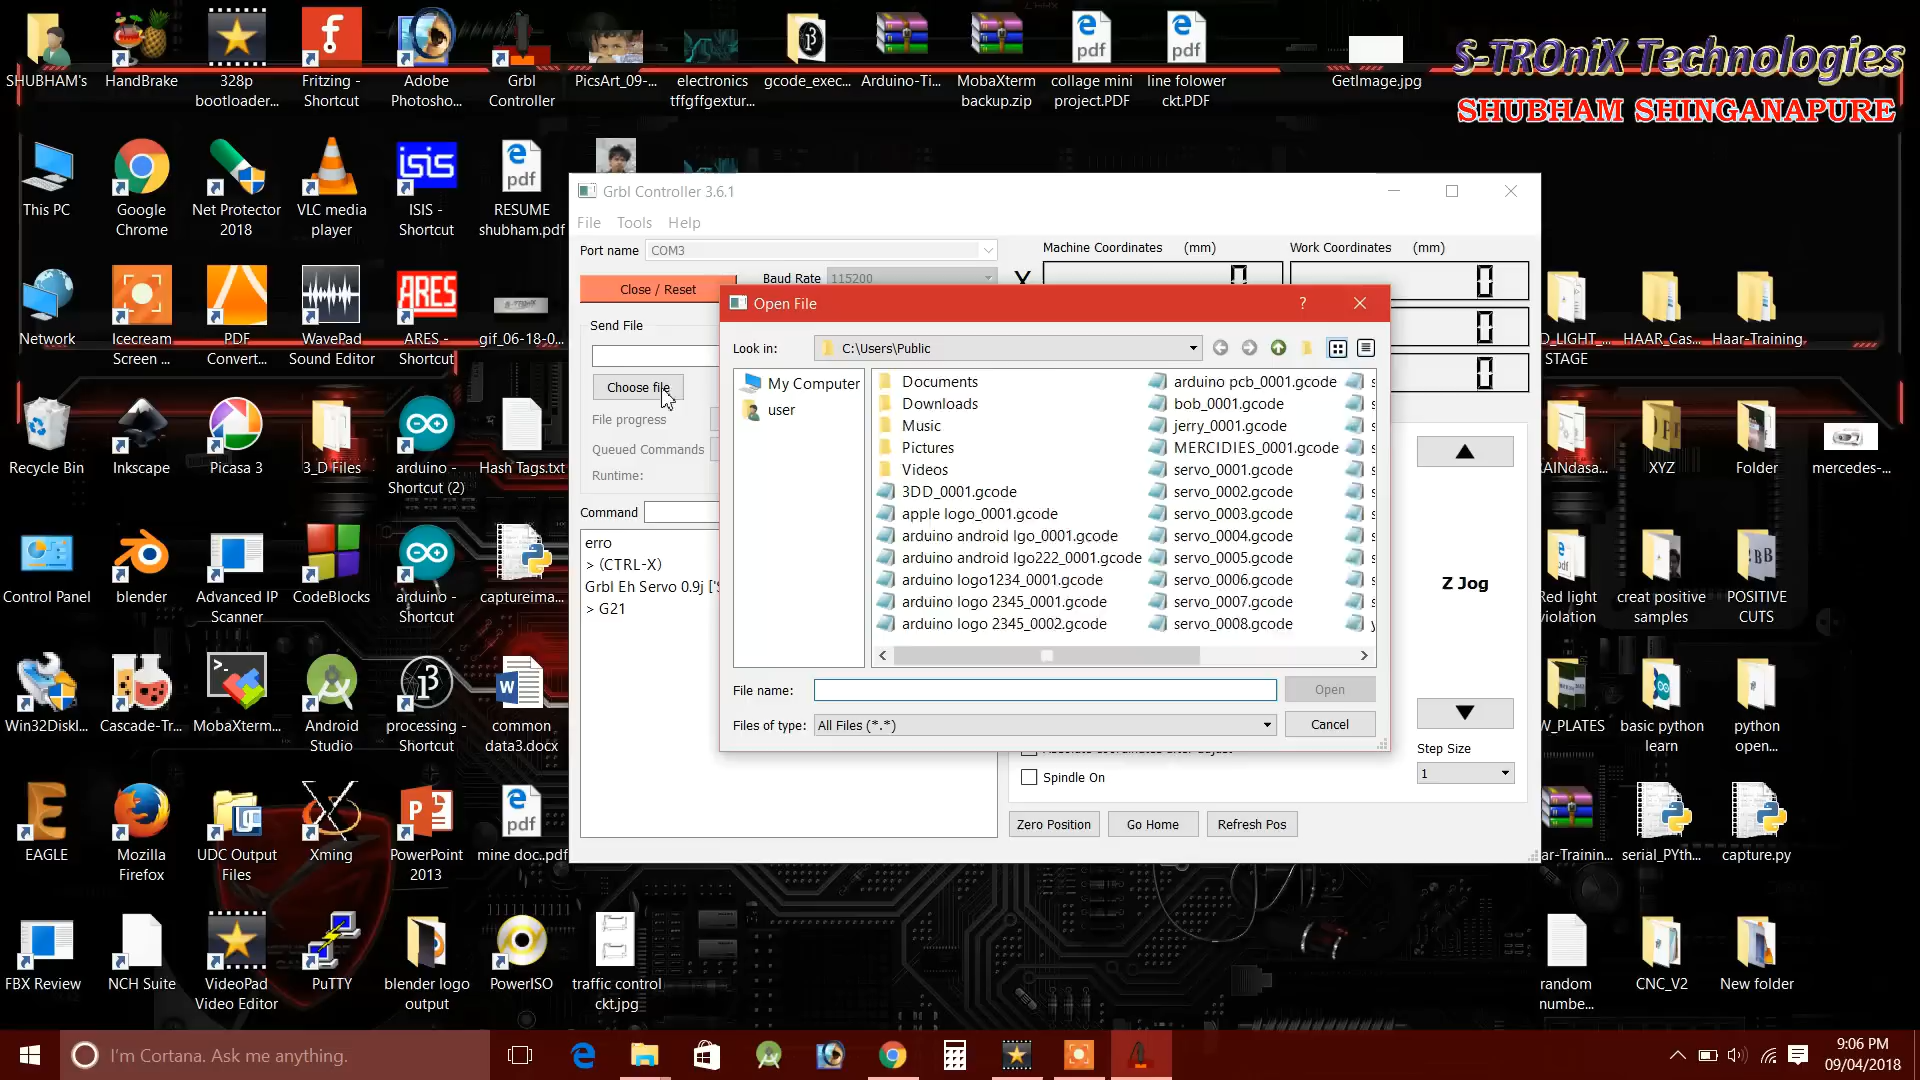 SHUBHAM's
HandBrake
328p
bootloader...
Fritzing -
Shortcut
Adobe
Photosho...
Grbl
Controller
PicsArt_09-...
electronics
tffgffgextur...
gcode_exec...
Arduino-Ti...
MobaXterm
backup.zip
collage mini
project.PDF
line folower
ckt.PDF
GetImage.jpg
S-TROniX Technologies
SHUBHAM SHINGANAPURE
This PC
Google
Chrome
Net Protector
2018
VLC media
player
ISIS -
Shortcut
RESUME
shubham.pdf
Network
Icecream
Screen ...
PDF
Convert...
WavePad
Sound Editor
ARES -
Shortcut
gif_06-18-0...
Recycle Bin
Inkscape
Picasa 3
3_D Files
arduino -
Shortcut (2)
Hash Tags.txt
Control Panel
blender
Advanced IP
Scanner
CodeBlocks
arduino -
Shortcut
captureima...
Win32DiskI...
Cascade-Tr...
MobaXterm...
Android
Studio
processing -
Shortcut
common
data3.docx
EAGLE
Mozilla
Firefox
UDC Output
Files
Xming
PowerPoint
2013
mine doc..pdf
FBX Review
NCH Suite
VideoPad
Video Editor
PuTTY
blender logo
output
PowerISO
traffic control
ckt.jpg
Grbl Controller 3.6.1
File Tools Help
Port name COM3
Close / Reset
Baud Rate 115200
Machine Coordinates (mm)
Work Coordinates (mm)
X 0 0
0
0
Send File
Choose file
File progress
Queued Commands
Runtime:
Command
erro
> (CTRL-X)
Grbl Eh Servo 0.9j ['$
> G21
Open File
Look in: C:\Users\Public
My Computer
user
Documents
Downloads
Music
Pictures
Videos
3DD_0001.gcode
apple logo_0001.gcode
arduino android lgo_0001.gcode
arduino android lgo222_0001.gcode
arduino logo1234_0001.gcode
arduino logo 2345_0001.gcode
arduino logo 2345_0002.gcode
arduino pcb_0001.gcode
bob_0001.gcode
jerry_0001.gcode
MERCIDIES_0001.gcode
servo_0001.gcode
servo_0002.gcode
servo_0003.gcode
servo_0004.gcode
servo_0005.gcode
servo_0006.gcode
servo_0007.gcode
servo_0008.gcode
File name:
Open
Files of type: All Files (*.*)
Cancel
Z Jog
Step Size
1
Spindle On
Zero Position
Go Home
Refresh Pos
D_LIGHT_...
STAGE
HAAR_Cas...
Haar-Training
RAINdasa...
XYZ
Folder
mercedes-...
Red light
violation
creat positive
samples
POSITIVE
CUTS
W_PLATES
basic python
learn
python
open...
ar-Trainin...
serial_PYth...
capture.py
random
numbe...
CNC_V2
New folder
I'm Cortana. Ask me anything.
9:06 PM
09/04/2018